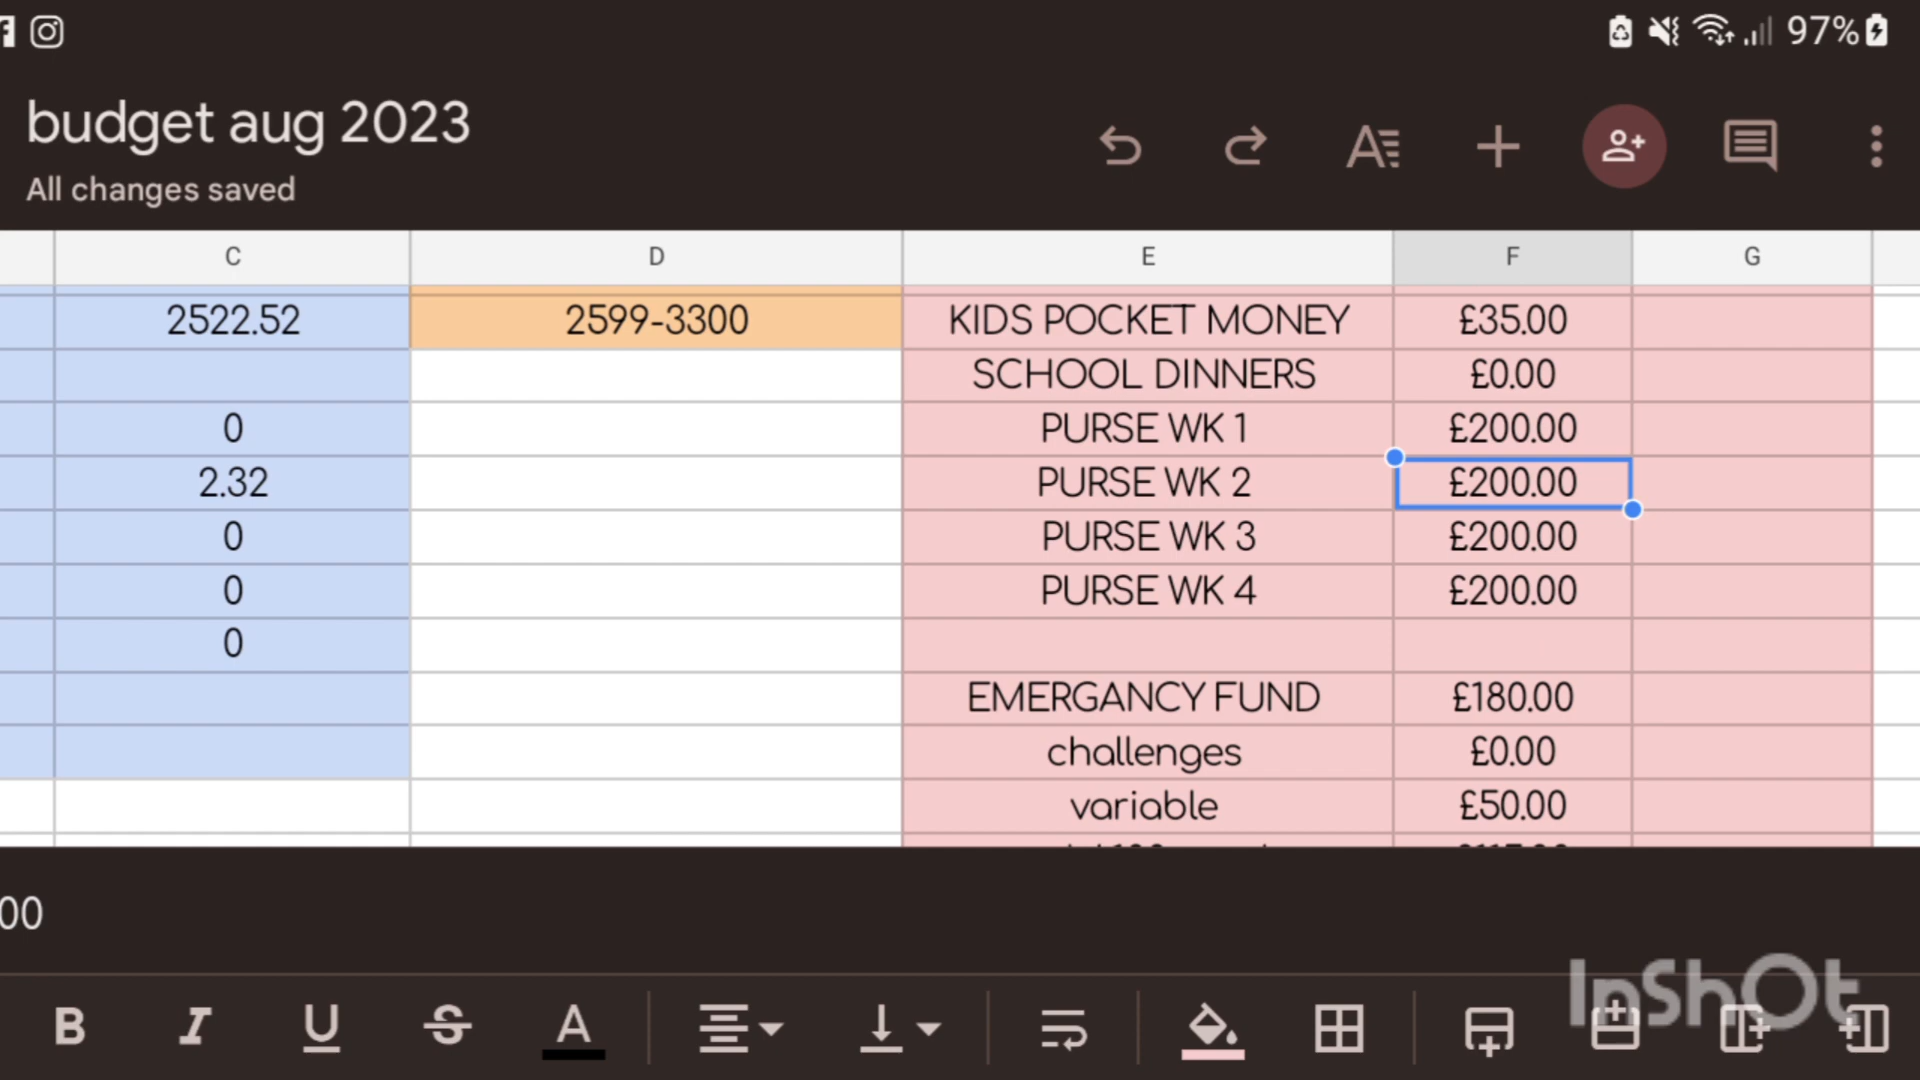 97%
budget aug 2023
All changes saved
C D E F G
2522.52 2599-3300 KIDS POCKET MONEY £35.00
SCHOOL DINNERS £0.00
0 PURSE WK 1 £200.00
2.32 PURSE WK 2 £200.00
0 PURSE WK 3 £200.00
0 PURSE WK 4 £200.00
0
EMERGANCY FUND £180.00
challenges £0.00
variable £50.00
00
InShOt
B I U S A